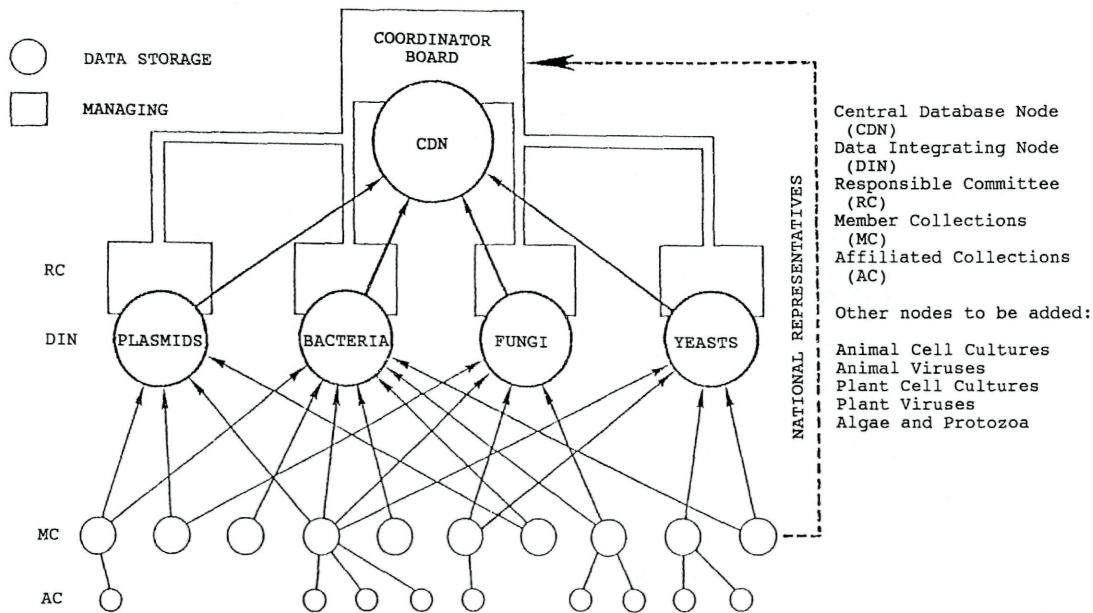 COORDINATOR
BOARD
DATA STORAGE
MANAGING
CDN
Central Database Node
(CDN)
Data Integrating Node
(DIN)
Responsible Committee
(RC)
Member Collections
(MC)
Affiliated Collections
(AC)
Other nodes to be added:
Animal Cell Cultures
Animal Viruses
Plant Cell Cultures
Plant Viruses
Algae and Protozoa
NATIONAL REPRESENTATIVES
RC
DIN
PLASMIDS
BACTERIA
FUNGI
YEASTS
MC
AC